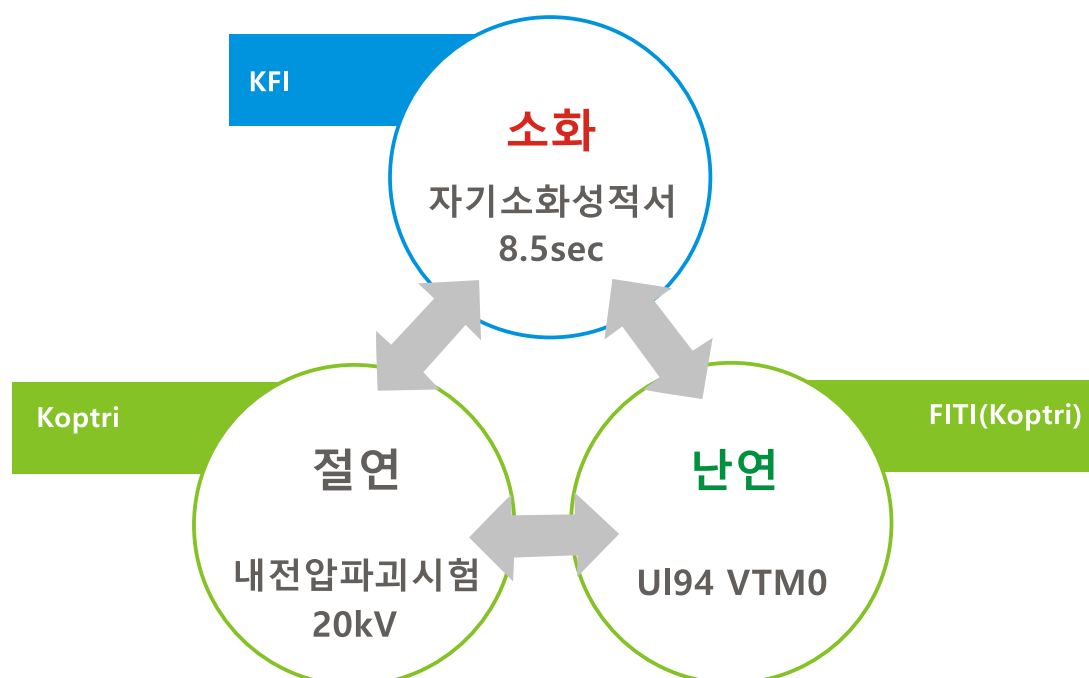 KFI
소화
자기소화성적서
8.5sec
Koptri
절연
내전압파괴시험
20kV
FITI(Koptri)
난연
Ul94 VTM0